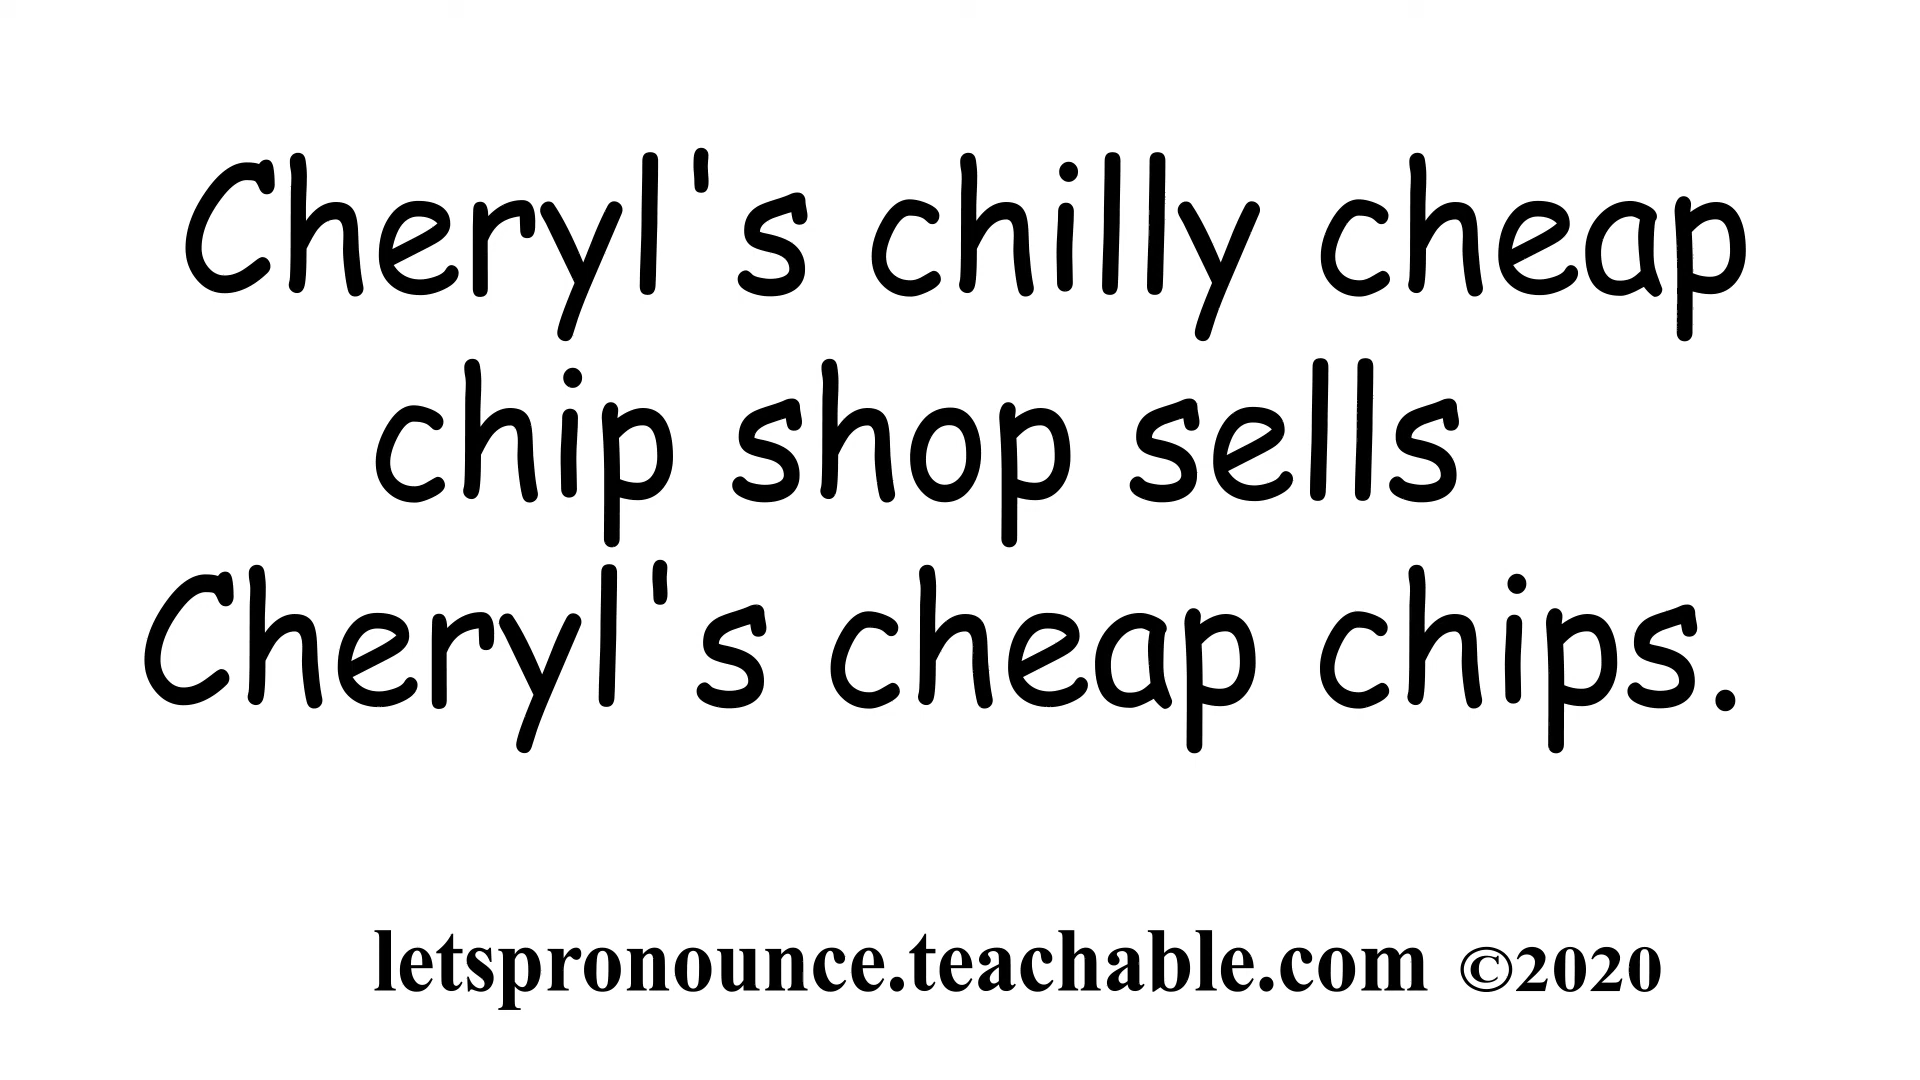 Cheryl's chilly cheap
chip shop sells
Cheryl's cheap chips.
letspronounce.teachable.com ©2020